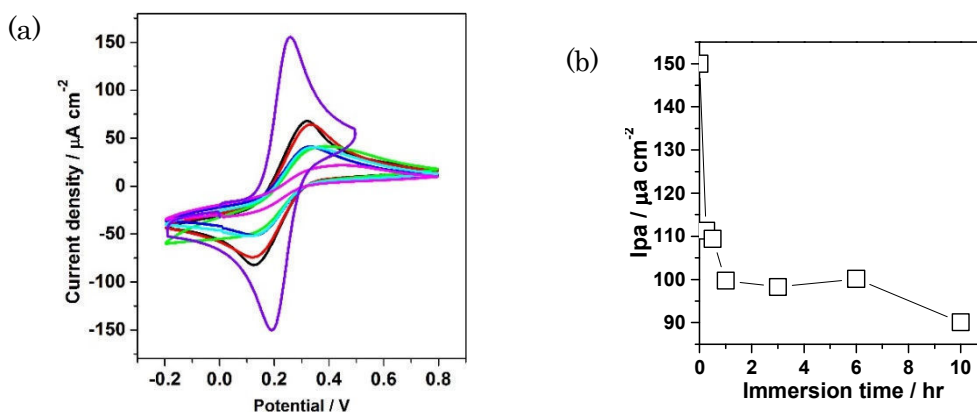 (a)
Current density / µA cm-2
150
100
50
0
-50
-100
-150
-0.2 0.0 0.2 0.4 0.6 0.8
Potential / V
(b)
Ipa / µa cm-2
150
140
130
120
110
100
90
0 2 4 6 8 10
Immersion time / hr